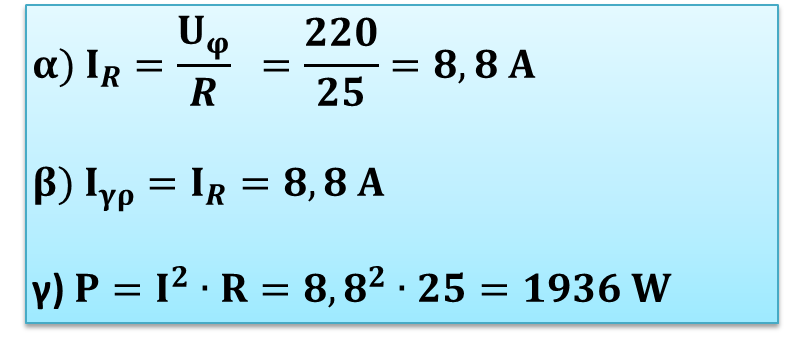 α) I_R = U_φ / R = 220 / 25 = 8,8 A
β) I_γρ = I_R = 8,8 A
γ) P = I² · R = 8,8² · 25 = 1936 W